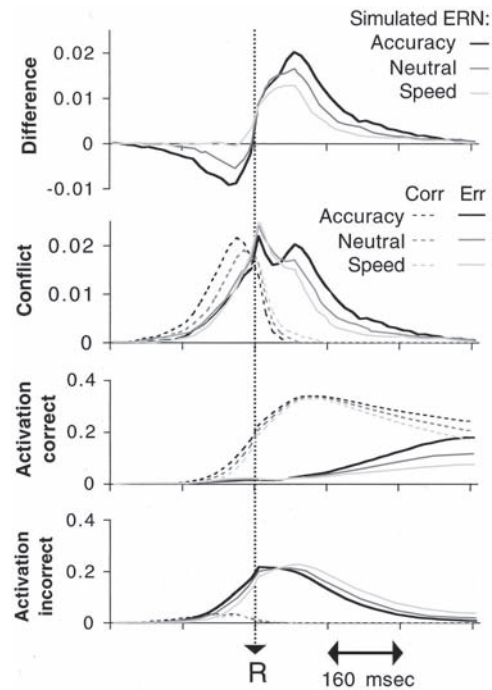 Simulated ERN:
Accuracy
Neutral
Speed
Difference
0.02
0.01
0
-0.01
Corr Err
Accuracy
Neutral
Speed
Conflict
0.02
0.01
0
Activation
correct
0.4
0.2
0
Activation
incorrect
0.4
0.2
0
R
160 msec